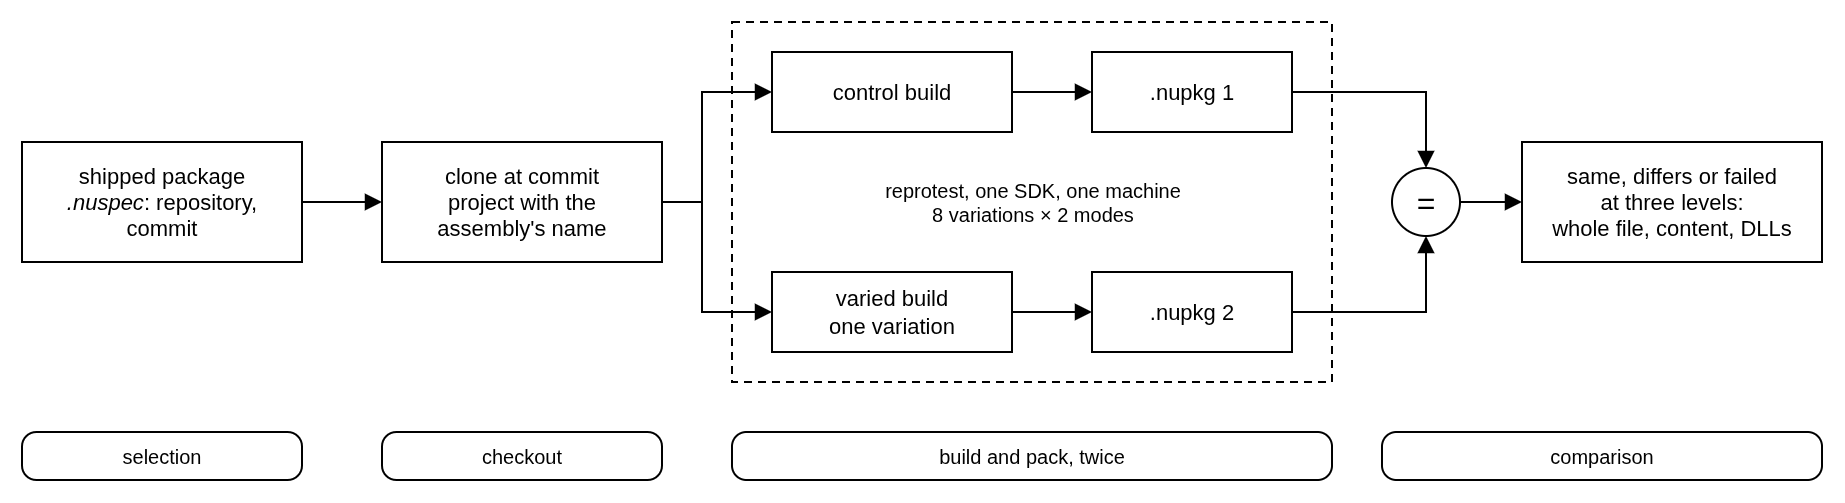 shipped package
.nuspec: repository,
commit
clone at commit
project with the
assembly's name
control build
.nupkg 1
reprotest, one SDK, one machine
8 variations × 2 modes
varied build
one variation
.nupkg 2
=
same, differs or failed
at three levels:
whole file, content, DLLs
selection
checkout
build and pack, twice
comparison